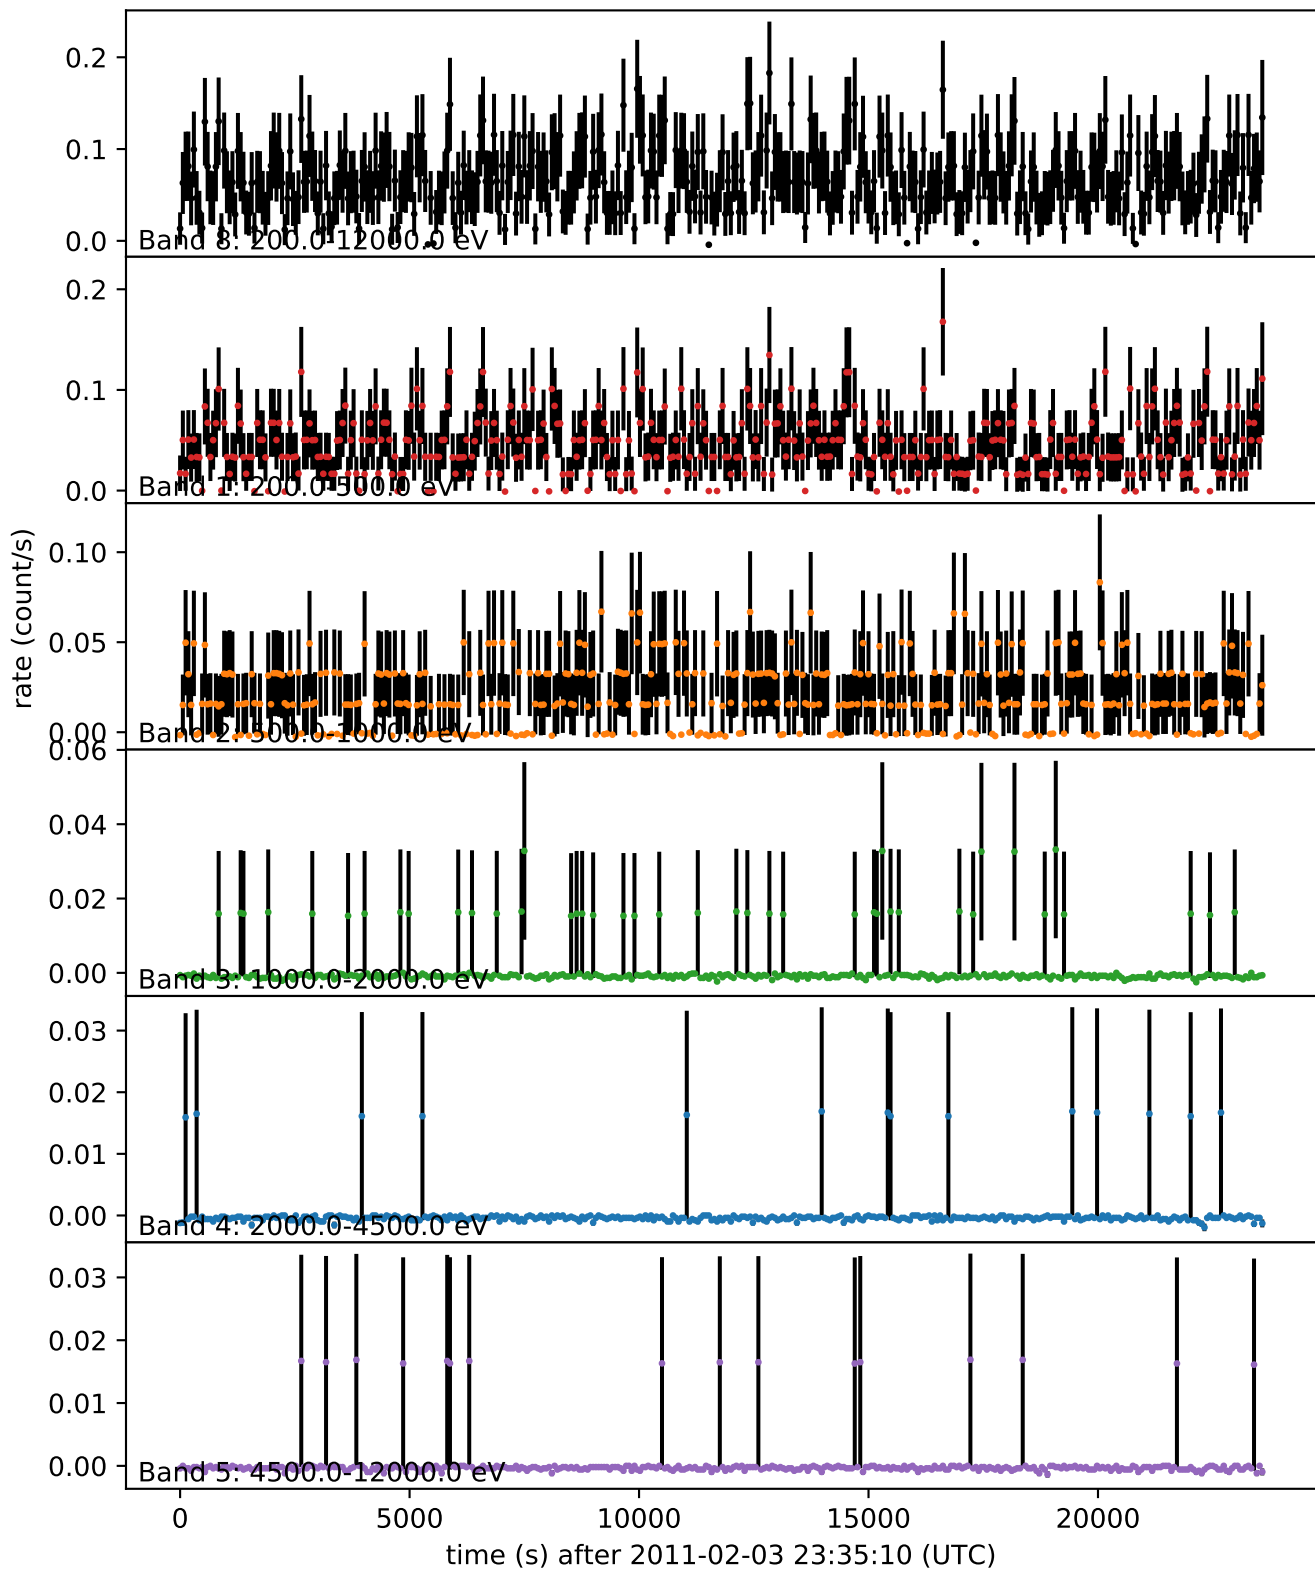 0.2
0.1
0.0
Band 8: 200.0-12000.0 eV
0.2
0.1
0.0
Band 1: 200.0-500.0 eV
rate (count/s)
0.10
0.05
0.00
Band 2: 500.0-1000.0 eV
0.06
0.04
0.02
0.00
Band 3: 1000.0-2000.0 eV
0.03
0.02
0.01
0.00
Band 4: 2000.0-4500.0 eV
0.03
0.02
0.01
0.00
Band 5: 4500.0-12000.0 eV
0 5000 10000 15000 20000
time (s) after 2011-02-03 23:35:10 (UTC)